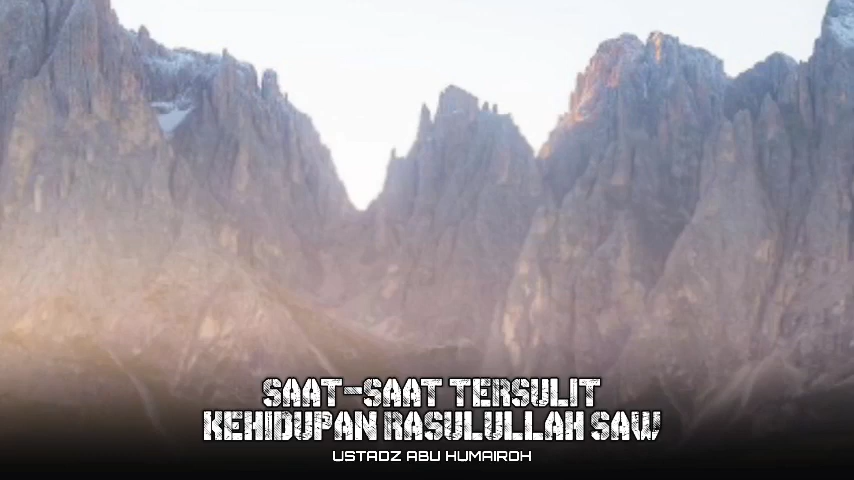 SAAT-SAAT TERSULIT
KEHIDUPAN RASULULLAH SAW
USTADZ ABU HUMAIROH